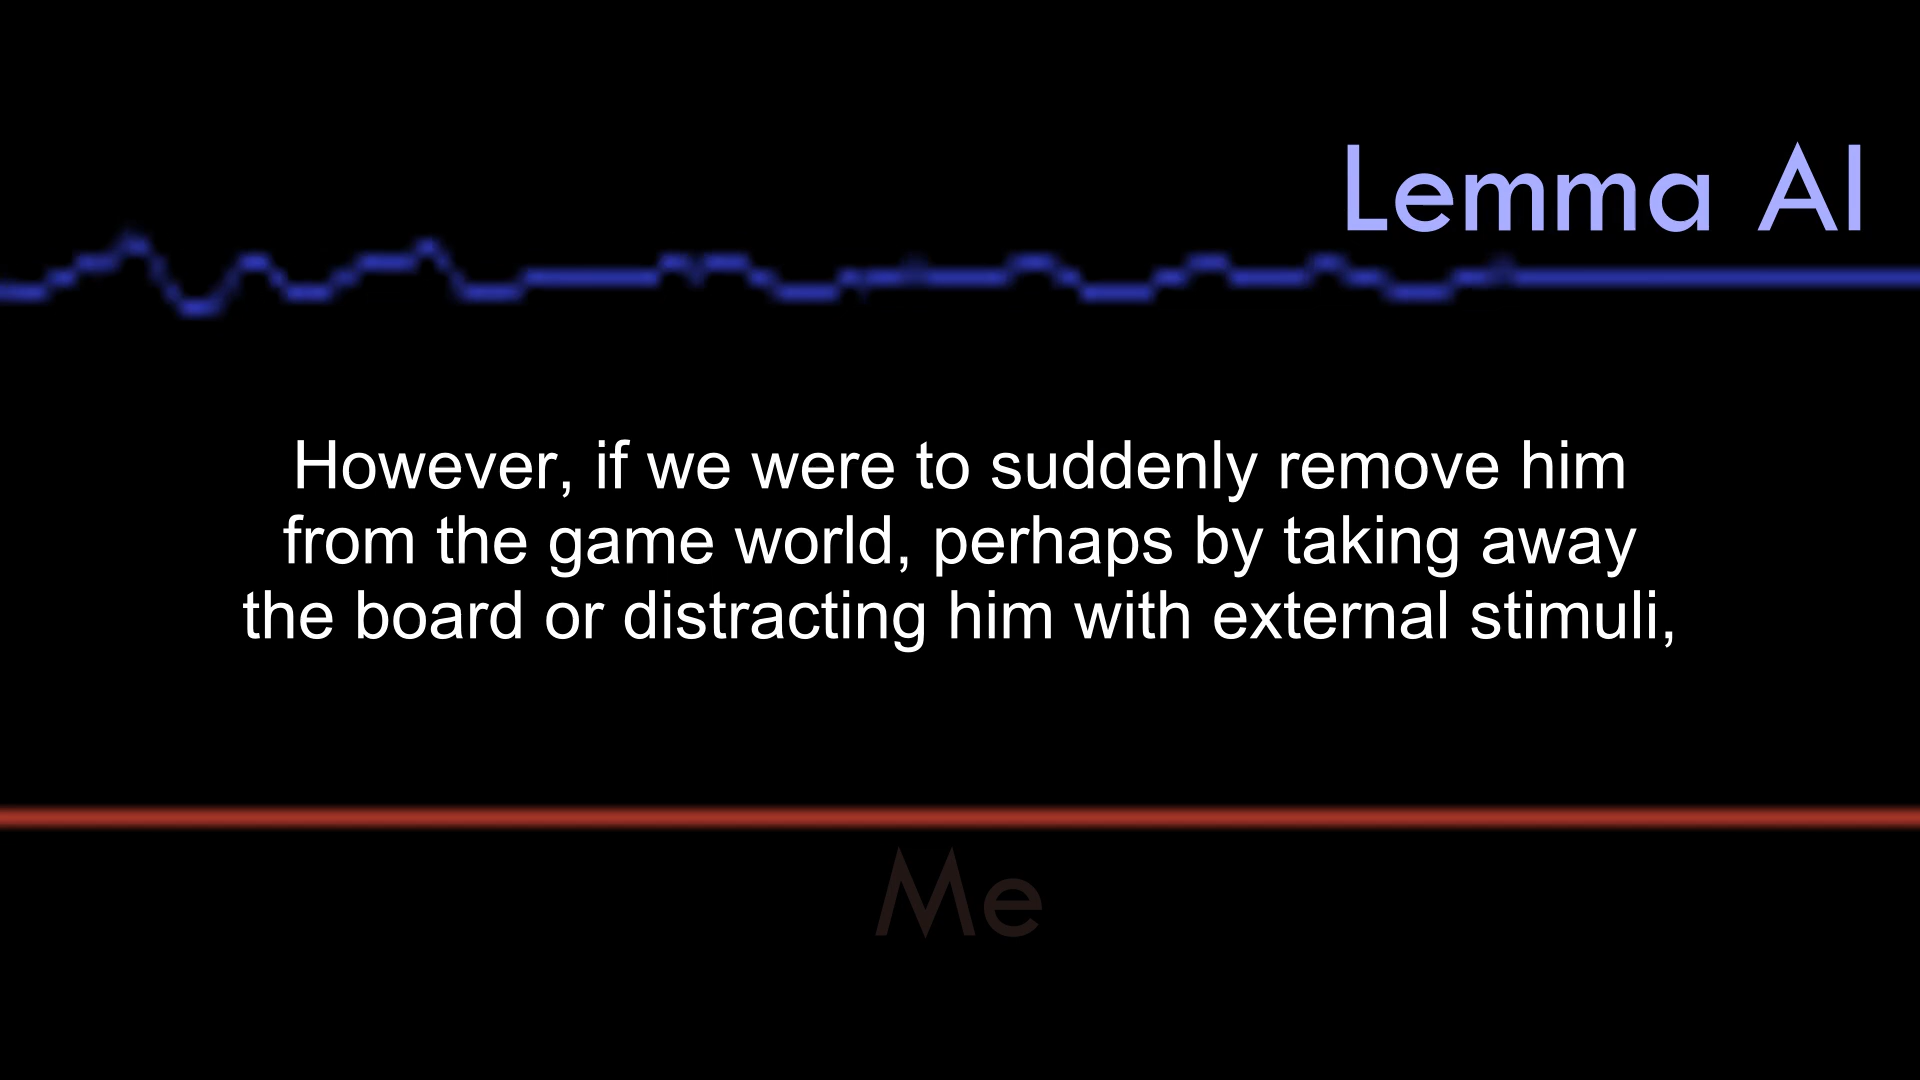 Lemma AI
However, if we were to suddenly remove him
from the game world, perhaps by taking away
the board or distracting him with external stimuli,
Me